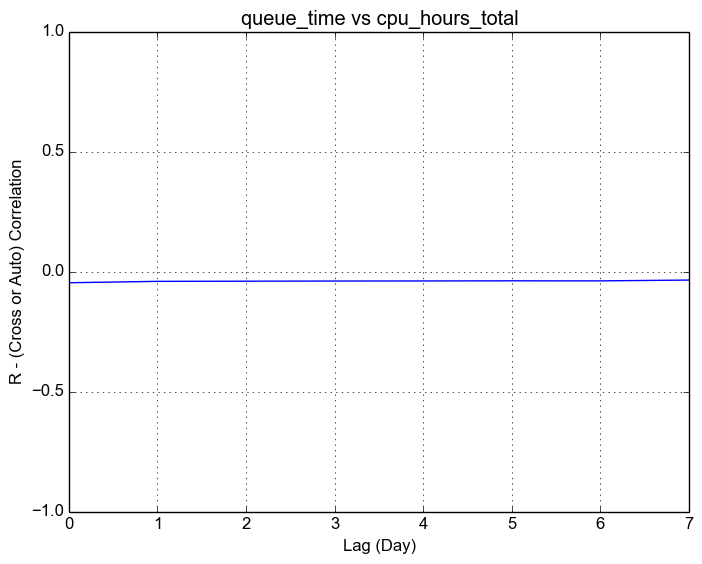 queue_time vs cpu_hours_total
1.0
0.5
0.0
−0.5
−1.0
R - (Cross or Auto) Correlation
0 1 2 3 4 5 6 7
Lag (Day)